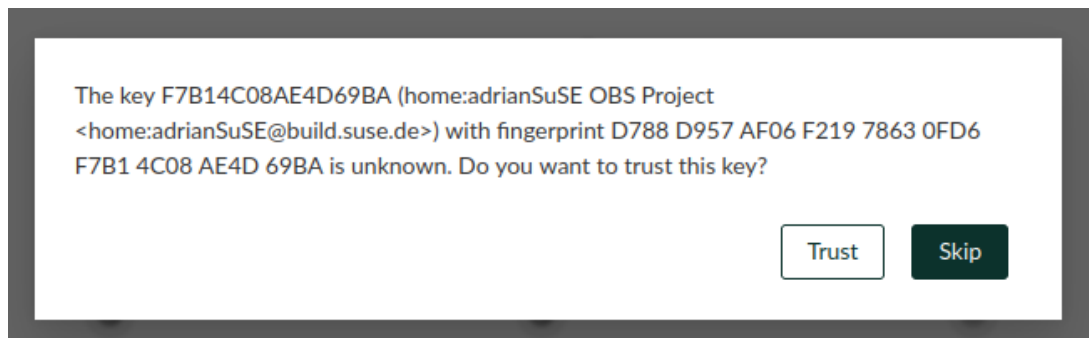 The key F7B14C08AE4D69BA (home:adrianSuSE OBS Project
<home:adrianSuSE@build.suse.de>) with fingerprint D788 D957 AF06 F219 7863 0FD6
F7B1 4C08 AE4D 69BA is unknown. Do you want to trust this key?
Trust
Skip